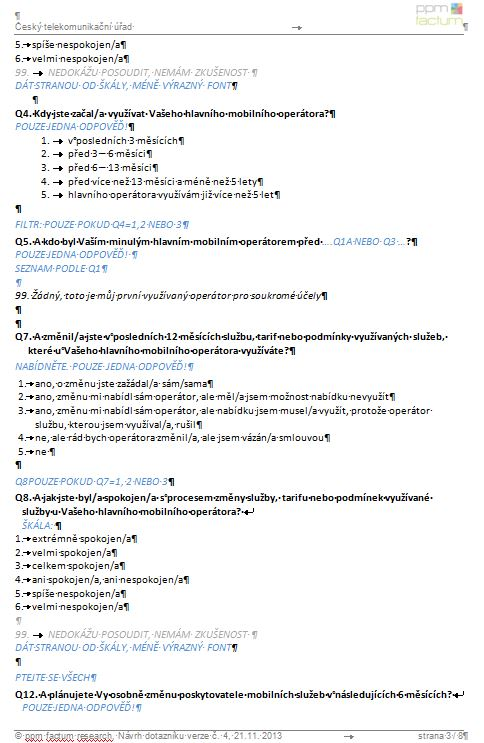 ppm
factum
Český telekomunikační úřad
5. spíše nespokojen/a
6. velmi nespokojen/a
99. NEDOKÁŽU POSOUDIT, NEMÁM ZKUŠENOST
DÁT STRANOU OD ŠKÁLY, MÉNĚ VÝRAZNÝ FONT
Q4. Kdy jste začal/a využívat Vašeho hlavního mobilního operátora?
POUZE JEDNA ODPOVĚĎ!
1. v posledních 3 měsících
2. před 3 – 6 měsíci
3. před 6 – 13 měsíci
4. před více než 13 měsíci a méně než 5 lety
5. hlavního operátora využívám již více než 5 let
FILTR: POUZE POKUD Q4=1,2 NEBO 3
Q5. A kdo byl Vaším minulým hlavním mobilním operátorem před ....Q1A NEBO Q3 ...?
POUZE JEDNA ODPOVĚĎ!
SEZNAM PODLE Q1
99. Žádný, toto je můj první využívaný operátor pro soukromé účely
Q7. A změnil/a jste v posledních 12 měsících službu, tarif nebo podmínky využívaných služeb,
které u Vašeho hlavního mobilního operátora využíváte?
NABÍDNĚTE. POUZE JEDNA ODPOVĚĎ!
1. ano, o změnu jste zažádal/a sám/sama
2. ano, změnu mi nabídl sám operátor, ale měl/a jsem možnost nabídku nevyužít
3. ano, změnu mi nabídl sám operátor, ale nabídku jsem musel/a využít, protože operátor
službu, kterou jsem využíval/a, rušil
4. ne, ale rád bych operátora změnil/a, ale jsem vázán/a smlouvou
5. ne
Q8 POUZE POKUD Q7=1, 2 NEBO 3
Q8. A jak jste byl/a spokojen/a s procesem změny služby, tarifu nebo podmínek využívané
služby u Vašeho hlavního mobilního operátora?
ŠKÁLA:
1. extrémně spokojen/a
2. velmi spokojen/a
3. celkem spokojen/a
4. ani spokojen/a, ani nespokojen/a
5. spíše nespokojen/a
6. velmi nespokojen/a
99. NEDOKÁŽU POSOUDIT, NEMÁM ZKUŠENOST
DÁT STRANOU OD ŠKÁLY, MÉNĚ VÝRAZNÝ FONT
PTEJTE SE VŠECH
Q12. A plánujete Vy osobně změnu poskytovatele mobilních služeb v následujících 6 měsících?
POUZE JEDNA ODPOVĚĎ!
© ppm factum research, Návrh dotazníku verze č. 4, 21.11. 2013 strana 3 / 8